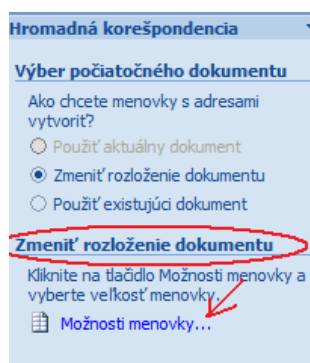 Hromadná korešpondencia
Výber počiatočného dokumentu
Ako chcete menovky s adresami
vytvoriť?
Použiť aktuálny dokument
Zmeniť rozloženie dokumentu
Použiť existujúci dokument
Zmeniť rozloženie dokumentu
Kliknite na tlačidlo Možnosti menovky a
vyberte veľkosť menovky.
Možnosti menovky...